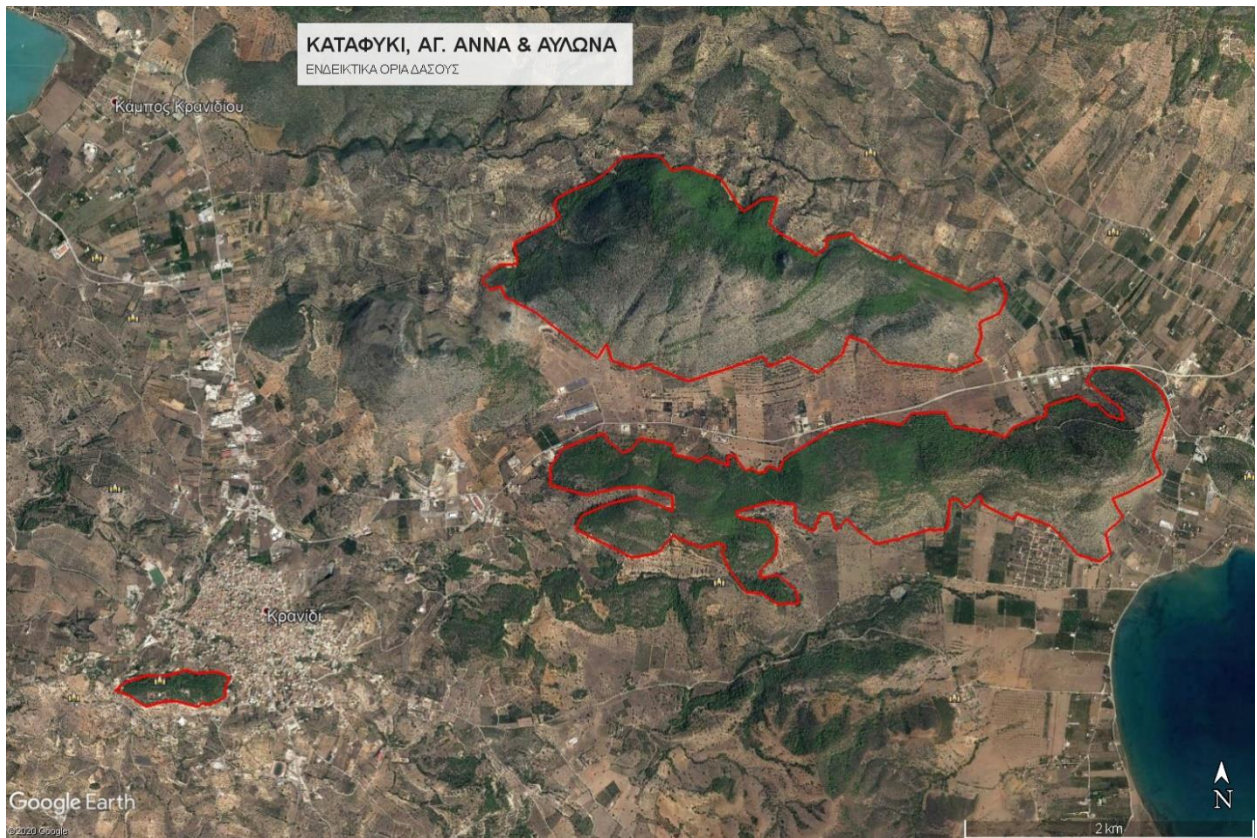 ΚΑΤΑΦΥΚΙ, ΑΓ. ΑΝΝΑ & ΑΥΛΩΝΑ
ΕΝΔΕΙΚΤΙΚΑ ΟΡΙΑ ΔΑΣΟΥΣ
Κάμπος Κρανιδίου
Κρανίδι
N
Google Earth
©2020 Google
2 km